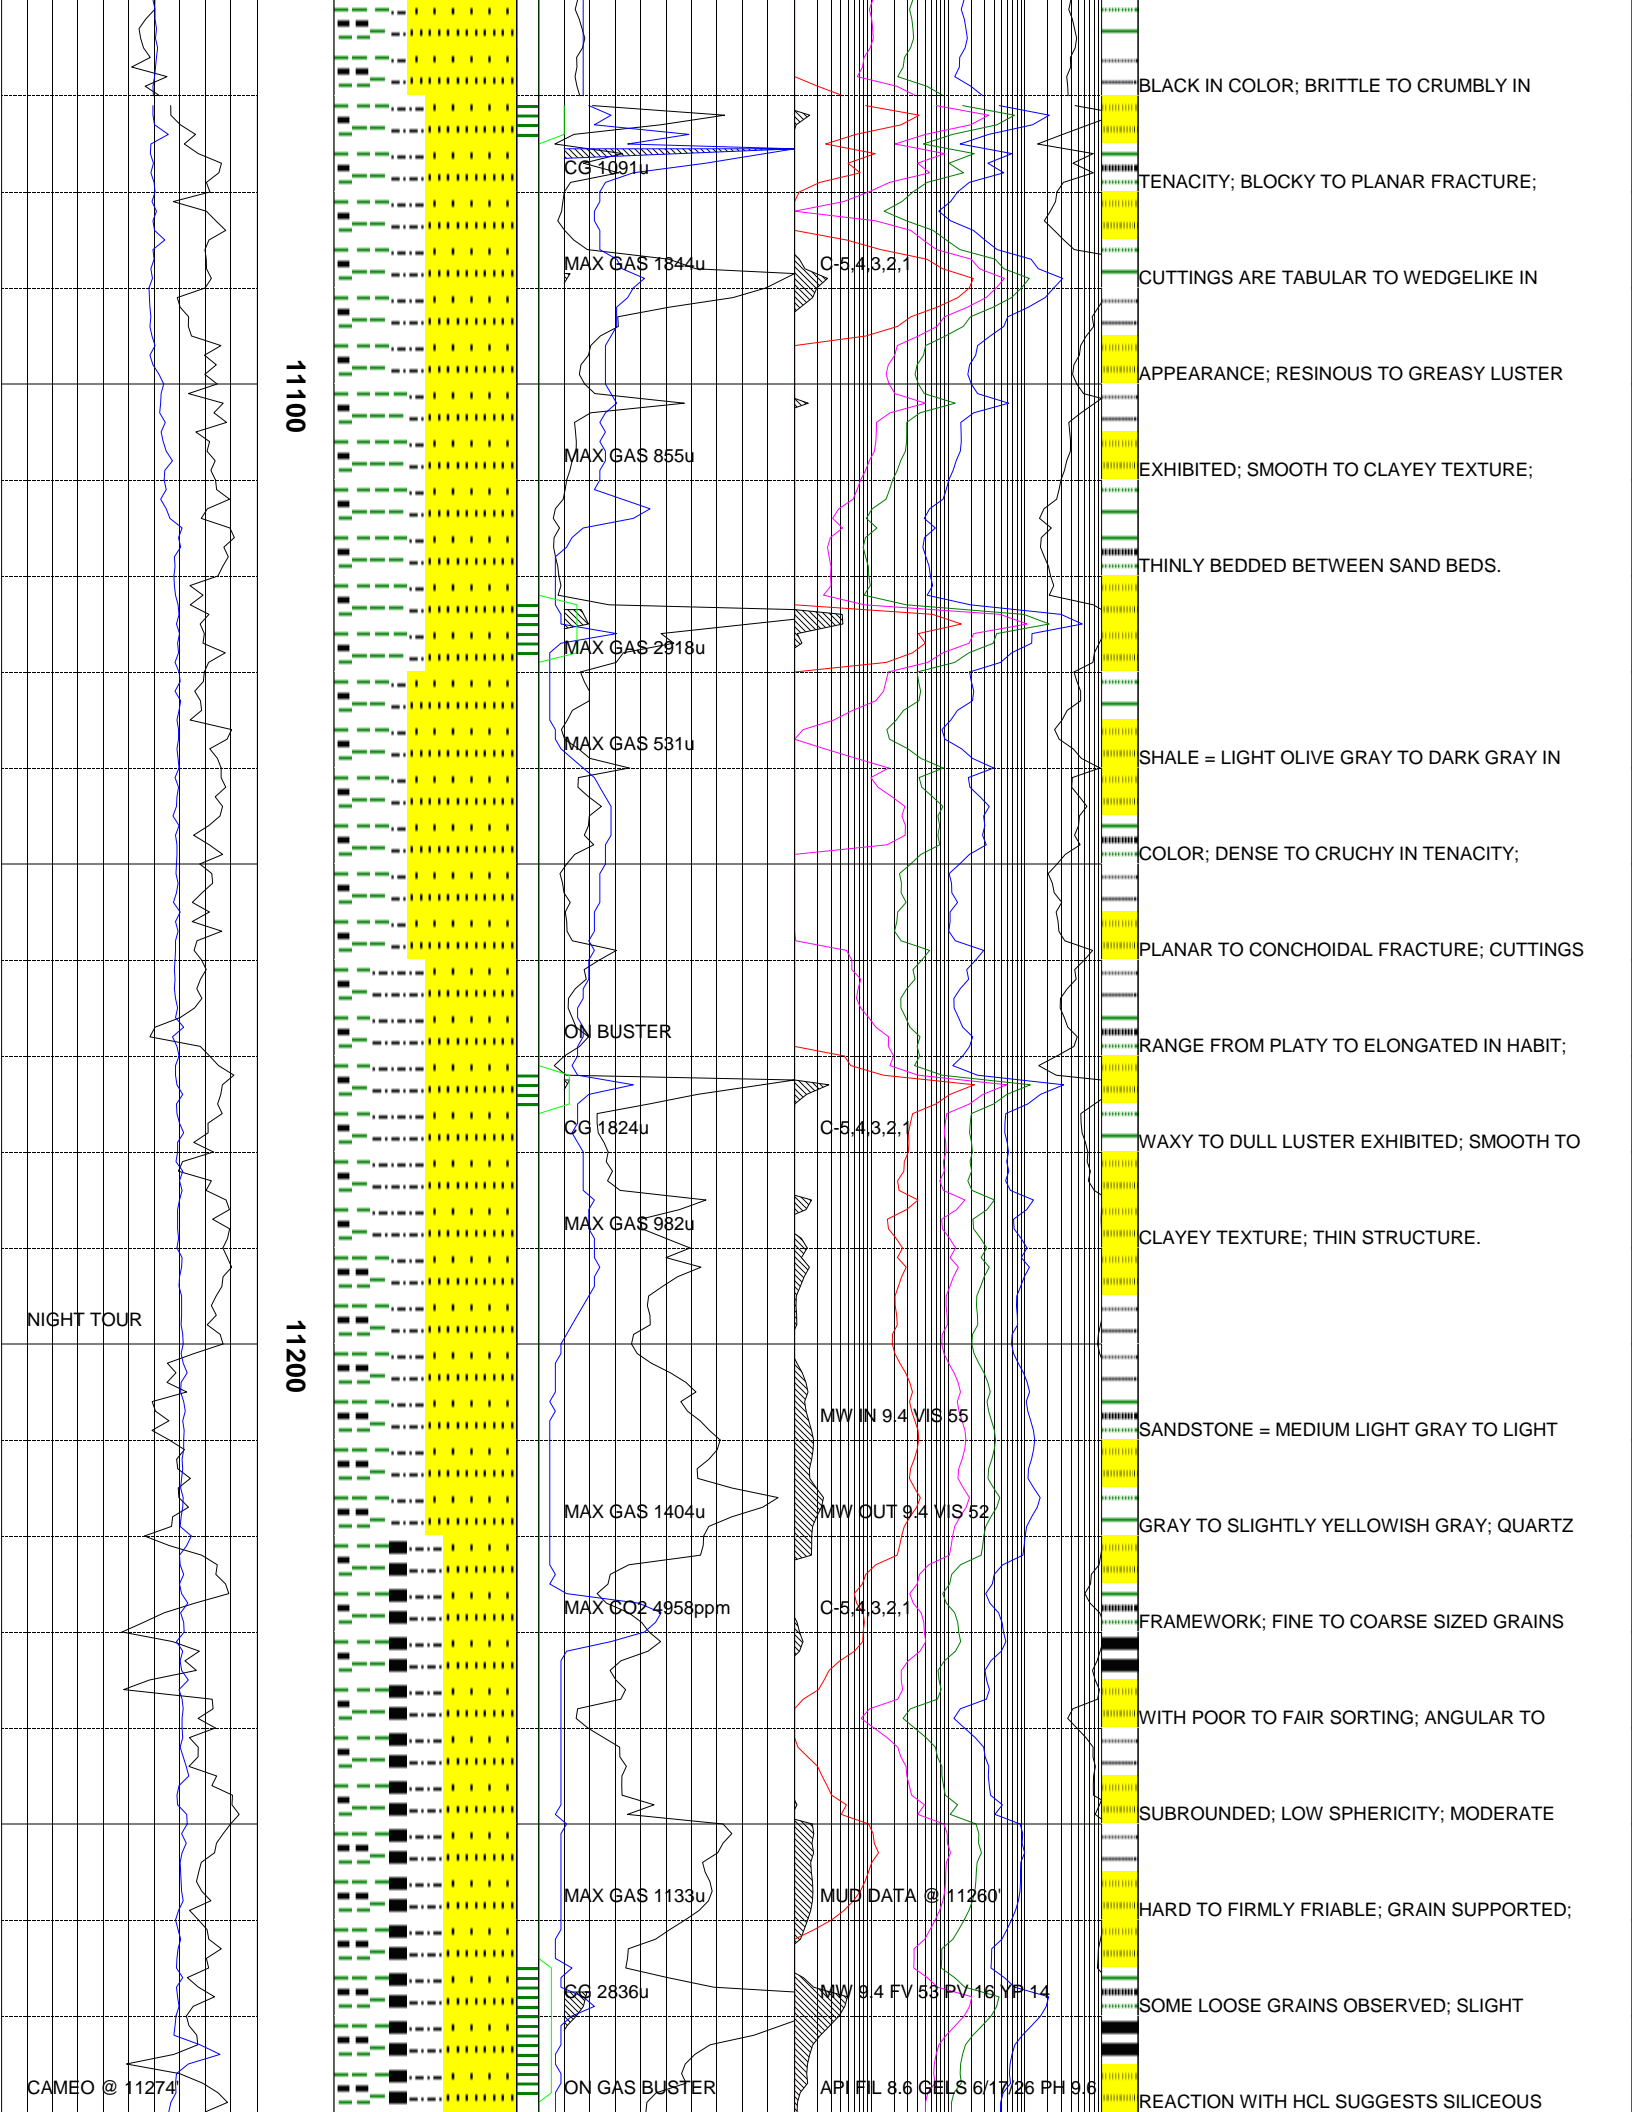 BLACK IN COLOR; BRITTLE TO CRUMBLY IN
CG 1091u
TENACITY; BLOCKY TO PLANAR FRACTURE;
MAX GAS 1844u
C-5,4,3,2,1
CUTTINGS ARE TABULAR TO WEDGELIKE IN
11100
APPEARANCE; RESINOUS TO GREASY LUSTER
MAX GAS 855u
EXHIBITED; SMOOTH TO CLAYEY TEXTURE;
THINLY BEDDED BETWEEN SAND BEDS.
MAX GAS 2918u
MAX GAS 531u
SHALE = LIGHT OLIVE GRAY TO DARK GRAY IN
COLOR; DENSE TO CRUCHY IN TENACITY;
PLANAR TO CONCHOIDAL FRACTURE; CUTTINGS
ON BUSTER
RANGE FROM PLATY TO ELONGATED IN HABIT;
CG 1824u
C-5,4,3,2,1
WAXY TO DULL LUSTER EXHIBITED; SMOOTH TO
MAX GAS 982u
CLAYEY TEXTURE; THIN STRUCTURE.
NIGHT TOUR
11200
MW IN 9.4 VIS 55
SANDSTONE = MEDIUM LIGHT GRAY TO LIGHT
MAX GAS 1404u
MW OUT 9.4 VIS 52
GRAY TO SLIGHTLY YELLOWISH GRAY; QUARTZ
MAX CO2 4958ppm
C-5,4,3,2,1
FRAMEWORK; FINE TO COARSE SIZED GRAINS
WITH POOR TO FAIR SORTING; ANGULAR TO
SUBROUNDED; LOW SPHERICITY; MODERATE
MAX GAS 1133u
MUD DATA @ 11260'
HARD TO FIRMLY FRIABLE; GRAIN SUPPORTED;
CG 2836u
MW 9.4 FV 53 PV 16 YP 14
SOME LOOSE GRAINS OBSERVED; SLIGHT
CAMEO @ 11274'
ON GAS BUSTER
API FIL 8.6 GELS 6/17/26 PH 9.6
REACTION WITH HCL SUGGESTS SILICEOUS